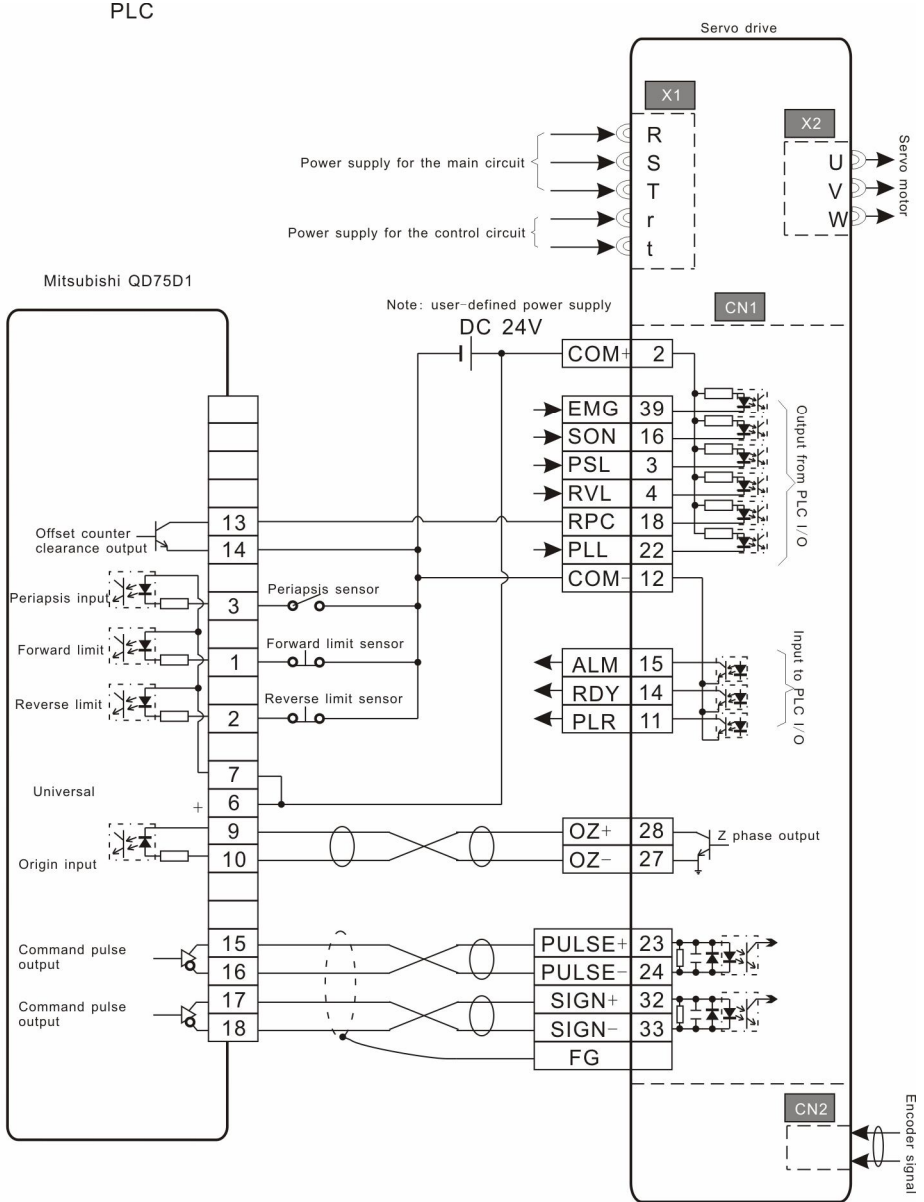 PLC
Servo drive
X1
R
S
T
r
t
Power supply for the main circuit
Power supply for the control circuit
X2
U
V
W
Servo motor
Mitsubishi QD75D1
Note: user-defined power supply
DC 24V
CN1
COM+ 2
EMG 39
SON 16
PSL 3
RVL 4
RPC 18
PLL 22
COM- 12
Output from PLC I/O
ALM 15
RDY 14
PLR 11
Input to PLC I/O
13
14
Offset counter
clearance output
Periapsis input
3
Periapsis sensor
Forward limit
1
Forward limit sensor
Reverse limit
2
Reverse limit sensor
7
Universal
+ 6
9
10
Origin input
OZ+ 28
OZ- 27
Z phase output
Command pulse
output
15
16
Command pulse
output
17
18
PULSE+ 23
PULSE- 24
SIGN+ 32
SIGN- 33
FG
CN2
Encoder signal